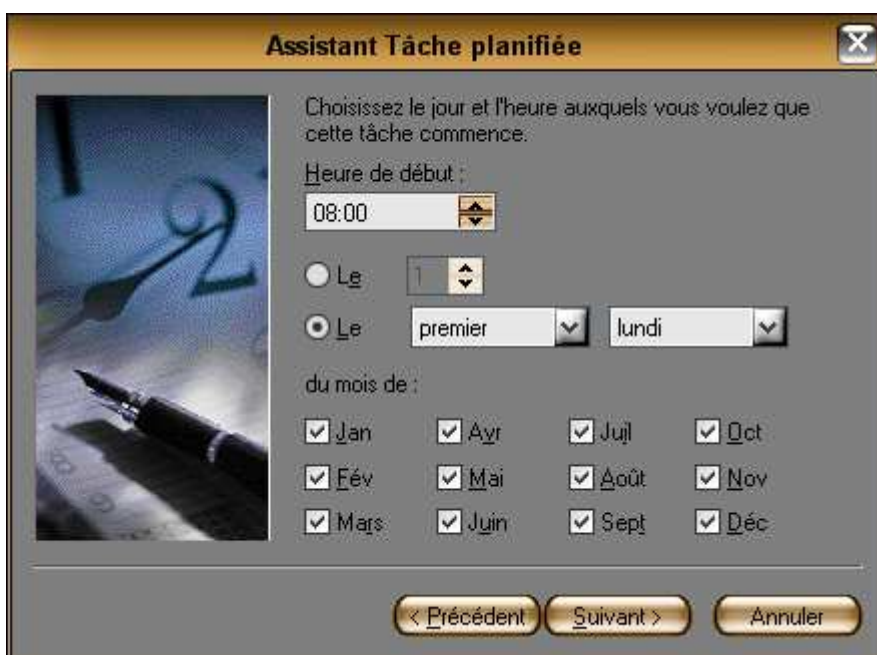 Assistant Tâche planifiée
Choisissez le jour et l'heure auxquels vous voulez que
cette tâche commence.
Heure de début :
08:00
Le 1
Le premier lundi
du mois de :
Jan Avr Juil Oct
Fév Mai Août Nov
Mars Juin Sept Déc
< Précédent Suivant > Annuler
2